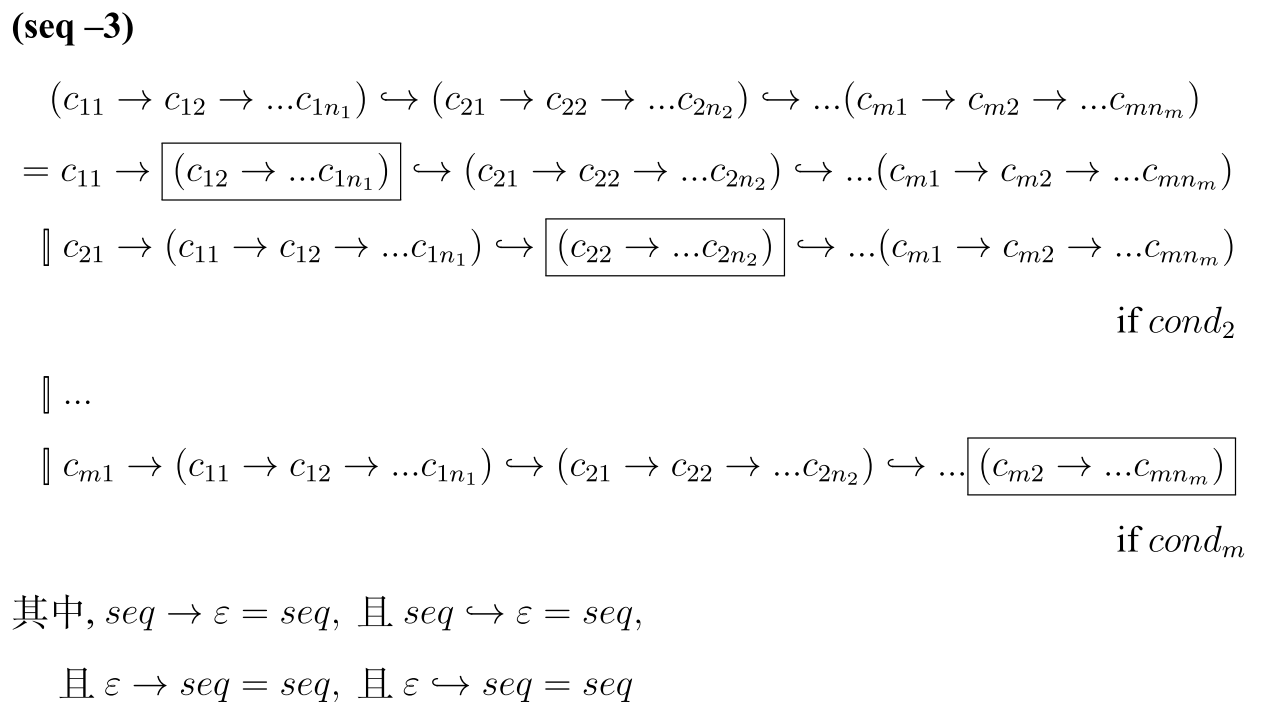 (seq –3)
(c₁₁ → c₁₂ → ...c₁ₙ₁) ↪ (c₂₁ → c₂₂ → ...c₂ₙ₂) ↪ ...(cₘ₁ → cₘ₂ → ...cₘₙₘ)
= c₁₁ → (c₁₂ → ...c₁ₙ₁) ↪ (c₂₁ → c₂₂ → ...c₂ₙ₂) ↪ ...(cₘ₁ → cₘ₂ → ...cₘₙₘ)
⫿ c₂₁ → (c₁₁ → c₁₂ → ...c₁ₙ₁) ↪ (c₂₂ → ...c₂ₙ₂) ↪ ...(cₘ₁ → cₘ₂ → ...cₘₙₘ)
if cond₂
⫿ ...
⫿ cₘ₁ → (c₁₁ → c₁₂ → ...c₁ₙ₁) ↪ (c₂₁ → c₂₂ → ...c₂ₙ₂) ↪ ...(cₘ₂ → ...cₘₙₘ)
if condₘ
其中, seq → ε = seq, 且 seq ↪ ε = seq,
且 ε → seq = seq, 且 ε ↪ seq = seq